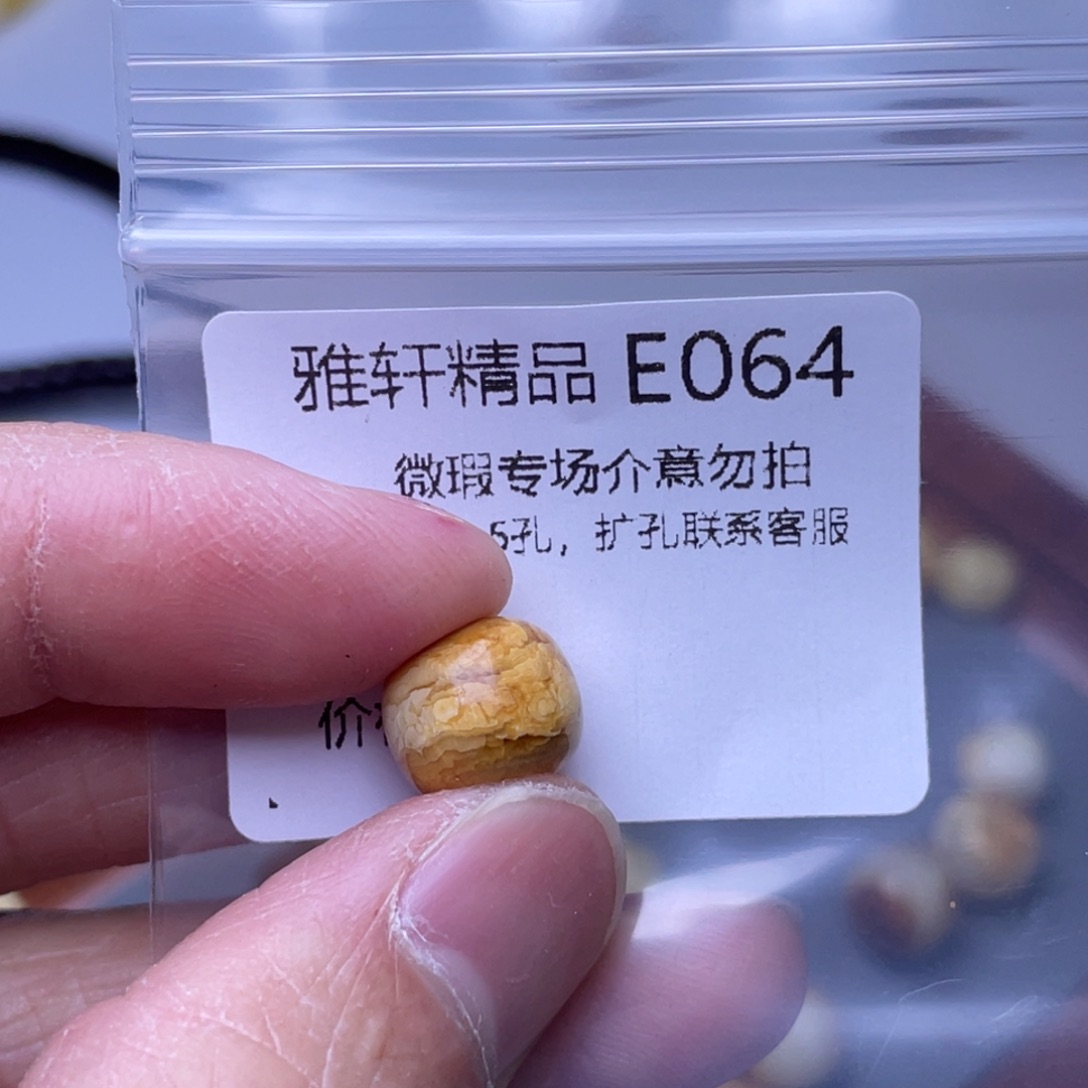 雅轩精品 E064
微瑕专场介意勿拍
5孔，扩孔联系客服
价